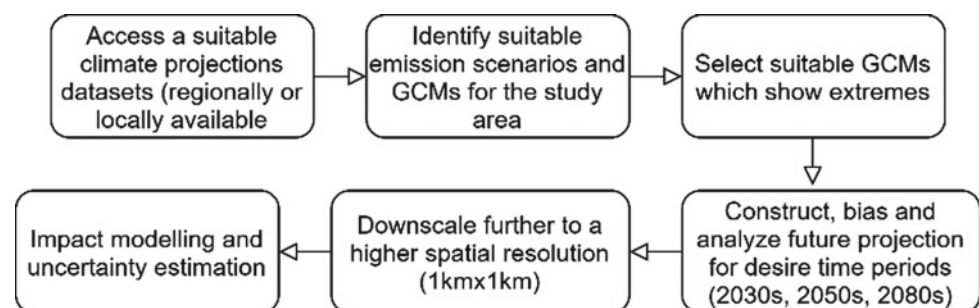 Access a suitable
climate projections
datasets (regionally or
locally available
Identify suitable
emission scenarios and
GCMs for the study
area
Select suitable GCMs
which show extremes
Construct, bias and
analyze future projection
for desire time periods
(2030s, 2050s, 2080s)
Downscale further to a
higher spatial resolution
(1kmx1km)
Impact modelling and
uncertainty estimation